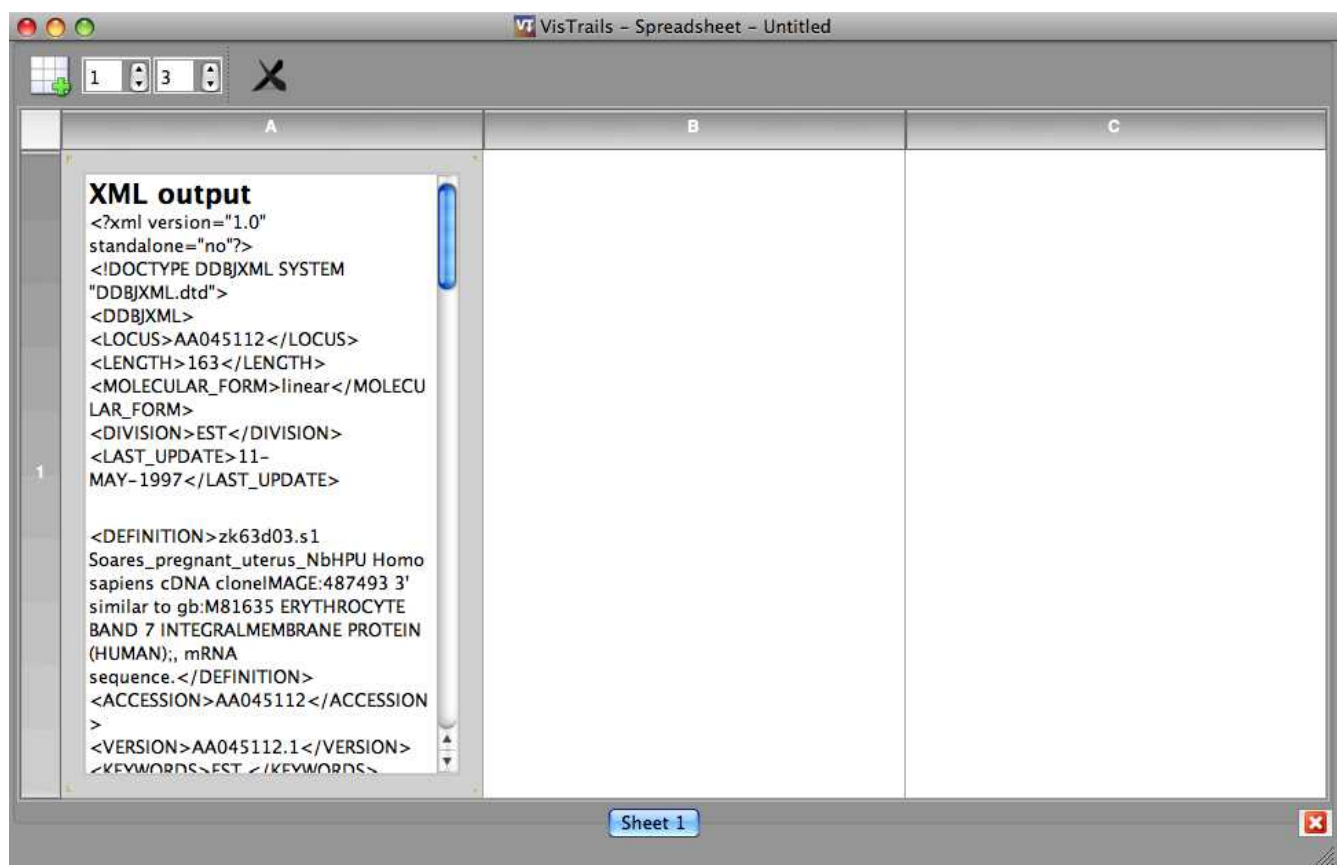 VisTrails – Spreadsheet – Untitled
1 3
A B C
1
XML output
<?xml version="1.0"
standalone="no"?>
<!DOCTYPE DDBJXML SYSTEM
"DDBJXML.dtd">
<DDBJXML>
<LOCUS>AA045112</LOCUS>
<LENGTH>163</LENGTH>
<MOLECULAR_FORM>linear</MOLECU
LAR_FORM>
<DIVISION>EST</DIVISION>
<LAST_UPDATE>11-
MAY-1997</LAST_UPDATE>
<DEFINITION>zk63d03.s1
Soares_pregnant_uterus_NbHPU Homo
sapiens cDNA cloneIMAGE:487493 3'
similar to gb:M81635 ERYTHROCYTE
BAND 7 INTEGRALMEMBRANE PROTEIN
(HUMAN);, mRNA
sequence.</DEFINITION>
<ACCESSION>AA045112</ACCESSION
>
<VERSION>AA045112.1</VERSION>
<KEYWORDS>EST.</KEYWORDS>
Sheet 1